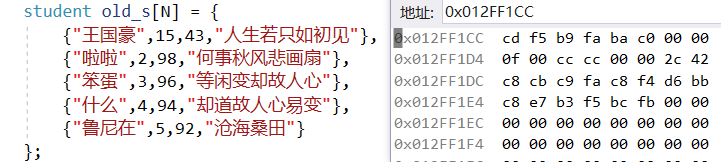 student old_s[N] = {
{"王国豪",15,43,"人生若只如初见"},
{"啦啦",2,98,"何事秋风悲画扇"},
{"笨蛋",3,96,"等闲变却故人心"},
{"什么",4,94,"却道故人心易变"},
{"鲁尼在",5,92,"沧海桑田"}
};
地址: 0x012FF1CC
0x012FF1CC cd f5 b9 fa ba c0 00 00
0x012FF1D4 0f 00 cc cc 00 00 2c 42
0x012FF1DC c8 cb c9 fa c8 f4 d6 bb
0x012FF1E4 c8 e7 b3 f5 bc fb 00 00
0x012FF1EC 00 00 00 00 00 00 00 00
0x012FF1F4 00 00 00 00 00 00 00 00